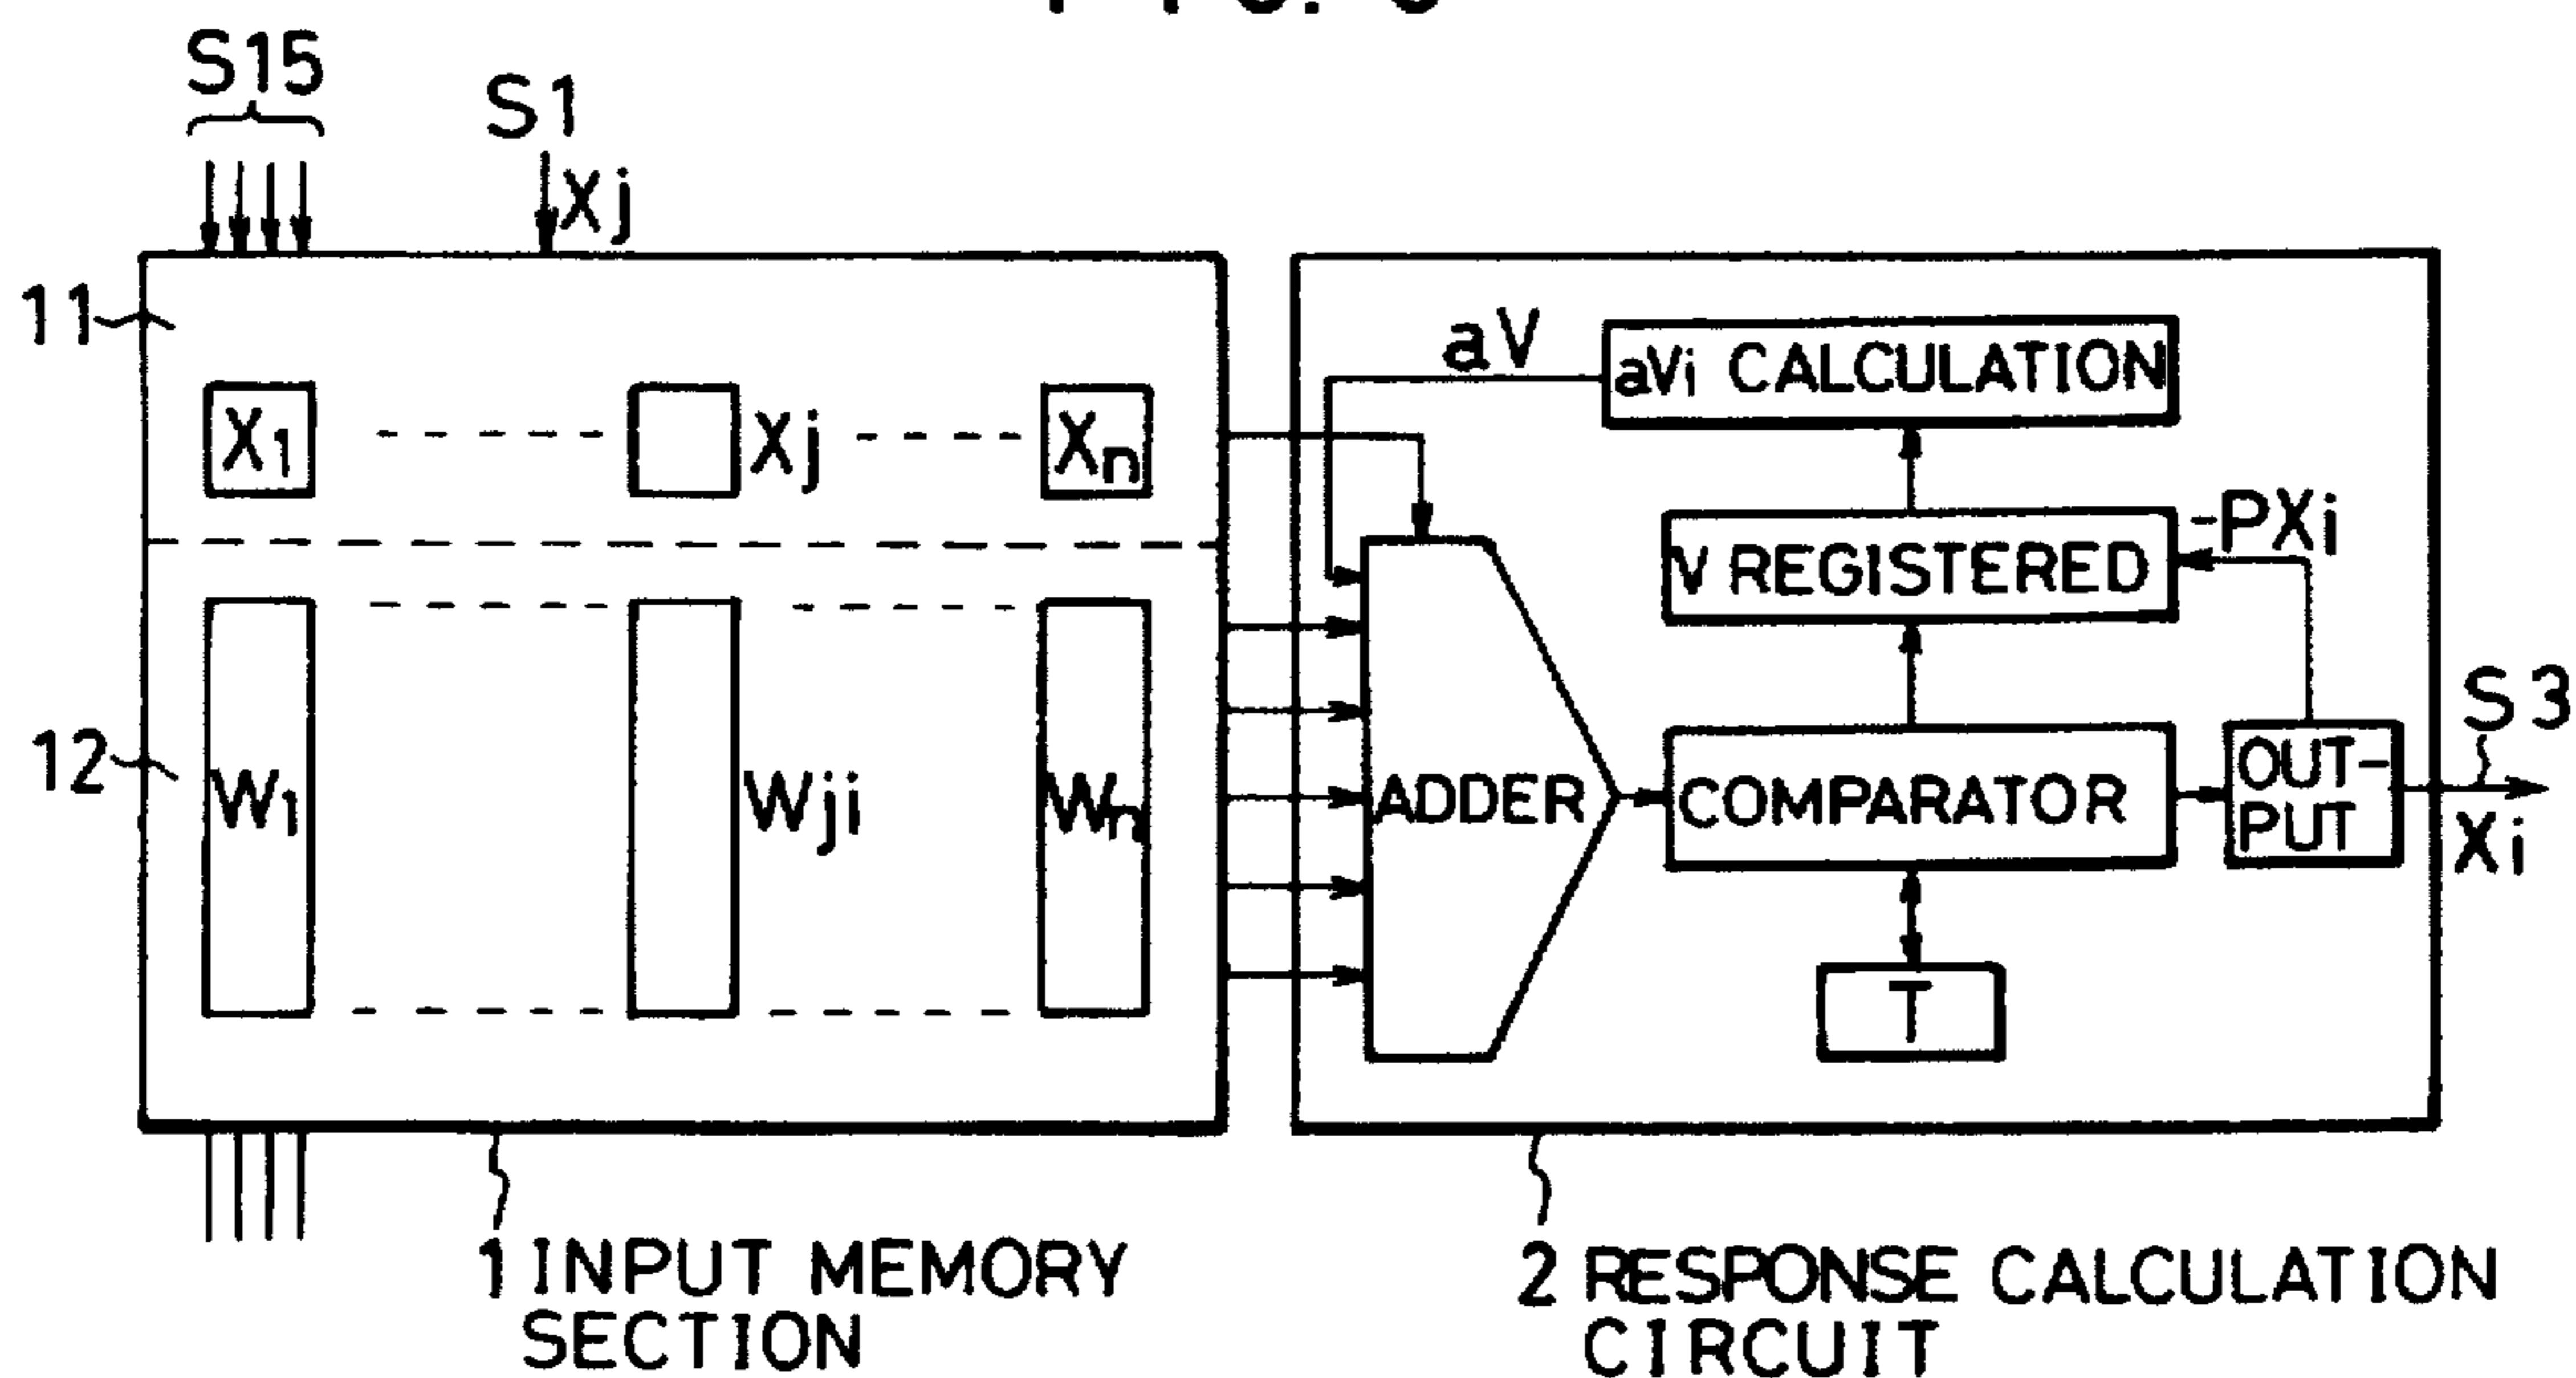 S15
S1
Xj
11
X1
Xj
Xn
12
W1
Wji
Wn
aV
aVi CALCULATION
-PXi
V REGISTERED
ADDER
COMPARATOR
OUT-
PUT
S3
Xi
T
1 INPUT MEMORY
SECTION
2 RESPONSE CALCULATION
CIRCUIT